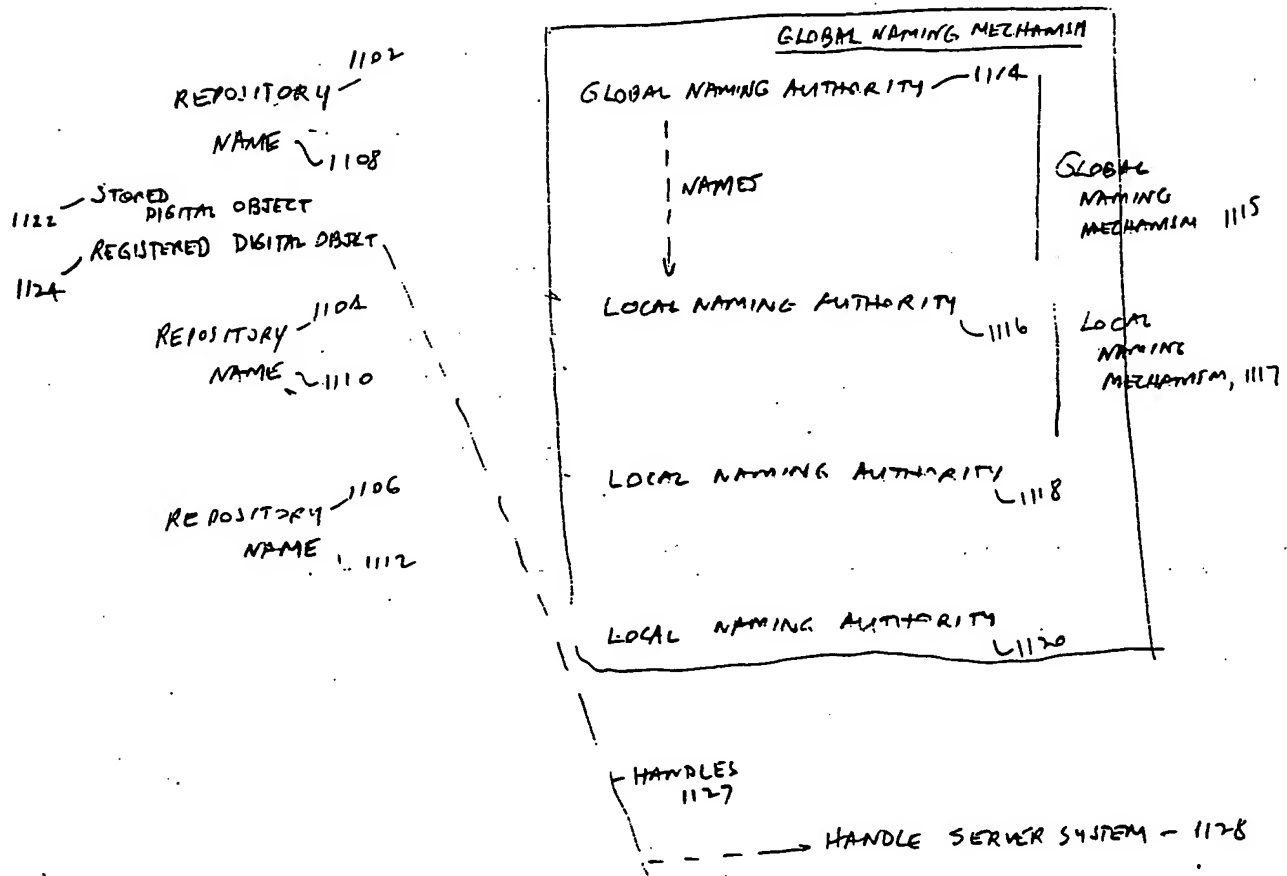 REPOSITORY 1102
NAME 1108
1122 STORED
DIGITAL OBJECT
1124 REGISTERED DIGITAL OBJECT
REPOSITORY 1104
NAME 1110
REPOSITORY 1106
NAME 1112
GLOBAL NAMING MECHANISM
GLOBAL NAMING AUTHORITY 1114
NAMES
GLOBAL
NAMING
MECHANISM 1115
LOCAL NAMING AUTHORITY
1116
LOCAL
NAMING
MECHANISM, 1117
LOCAL NAMING AUTHORITY
1118
LOCAL NAMING AUTHORITY
1120
HANDLES
1127
HANDLE SERVER SYSTEM - 1128